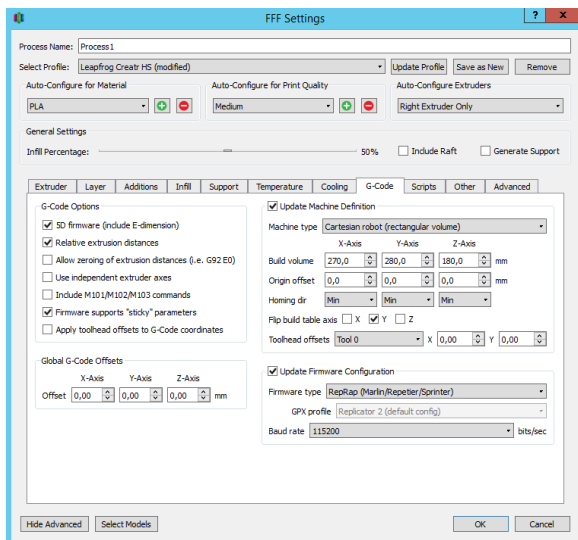 FFF Settings ? X
Process Name: Process1
Select Profile: Leapfrog Creatr HS (modified) Update Profile Save as New Remove
Auto-Configure for Material Auto-Configure for Print Quality Auto-Configure Extruders
PLA Medium Right Extruder Only
General Settings
Infill Percentage: 50% Include Raft Generate Support
Extruder Layer Additions Infill Support Temperature Cooling G-Code Scripts Other Advanced
G-Code Options
5D firmware (include E-dimension)
Relative extrusion distances
Allow zeroing of extrusion distances (i.e. G92 E0)
Use independent extruder axes
Include M101/M102/M103 commands
Firmware supports "sticky" parameters
Apply toolhead offsets to G-Code coordinates
Global G-Code Offsets
X-Axis Y-Axis Z-Axis
Offset 0,00 0,00 0,00 mm
Update Machine Definition
Machine type Cartesian robot (rectangular volume)
X-Axis Y-Axis Z-Axis
Build volume 270,0 280,0 180,0 mm
Origin offset 0,0 0,0 0,0 mm
Homing dir Min Min Min
Flip build table axis X Y Z
Toolhead offsets Tool 0 X 0,00 Y 0,00
Update Firmware Configuration
Firmware type RepRap (Marlin/Repetier/Sprinter)
GPX profile Replicator 2 (default config)
Baud rate 115200 bits/sec
Hide Advanced Select Models OK Cancel